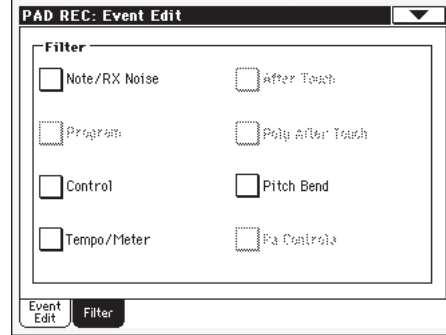 PAD REC: Event Edit
Filter
Note/RX Noise
After Touch
Program
Poly After Touch
Control
Pitch Bend
Tempo/Meter
Pa Controls
Event Edit
Filter